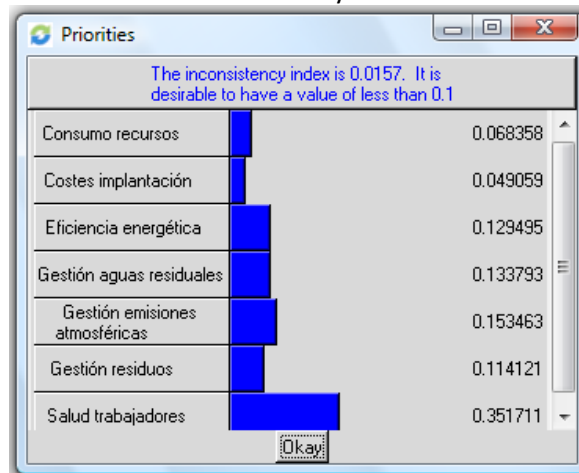 Priorities
The inconsistency index is 0.0157. It is
desirable to have a value of less than 0.1
Consumo recursos 0.068358
Costes implantación 0.049059
Eficiencia energética 0.129495
Gestión aguas residuales 0.133793
Gestión emisiones
atmosféricas 0.153463
Gestión residuos 0.114121
Salud trabajadores 0.351711
Okay